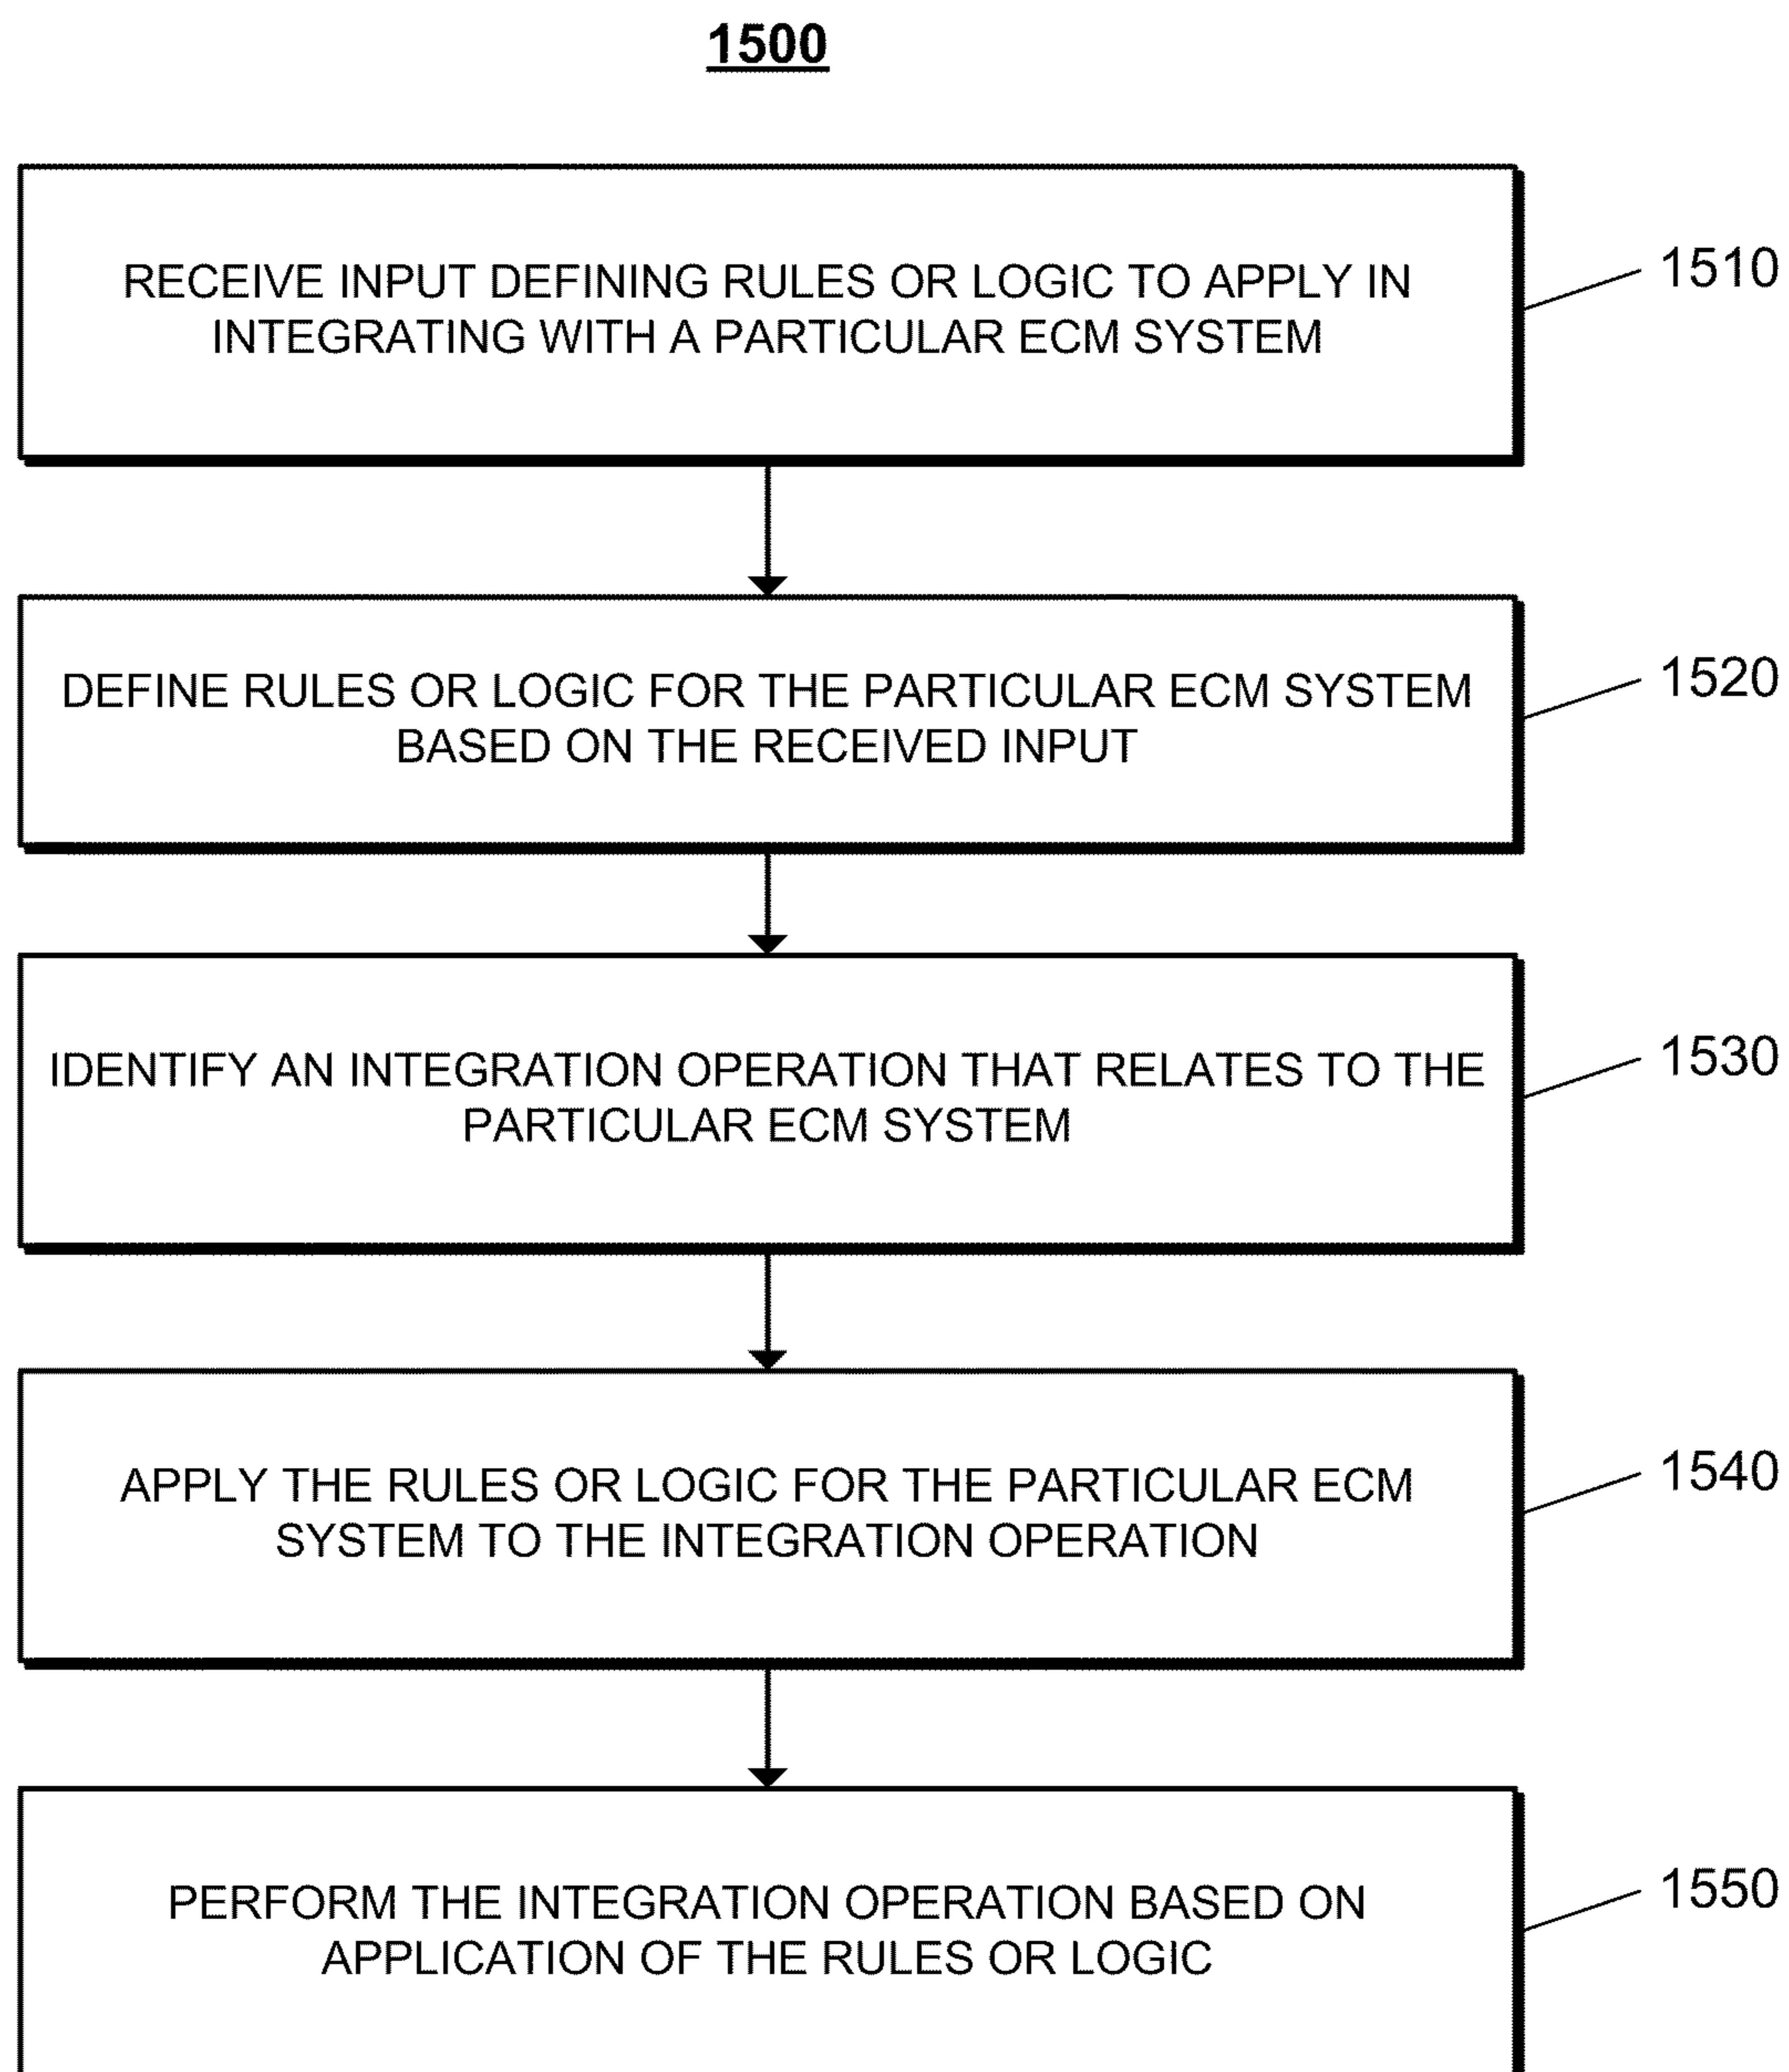 1500
RECEIVE INPUT DEFINING RULES OR LOGIC TO APPLY IN
INTEGRATING WITH A PARTICULAR ECM SYSTEM
1510
DEFINE RULES OR LOGIC FOR THE PARTICULAR ECM SYSTEM
BASED ON THE RECEIVED INPUT
1520
IDENTIFY AN INTEGRATION OPERATION THAT RELATES TO THE
PARTICULAR ECM SYSTEM
1530
APPLY THE RULES OR LOGIC FOR THE PARTICULAR ECM
SYSTEM TO THE INTEGRATION OPERATION
1540
PERFORM THE INTEGRATION OPERATION BASED ON
APPLICATION OF THE RULES OR LOGIC
1550